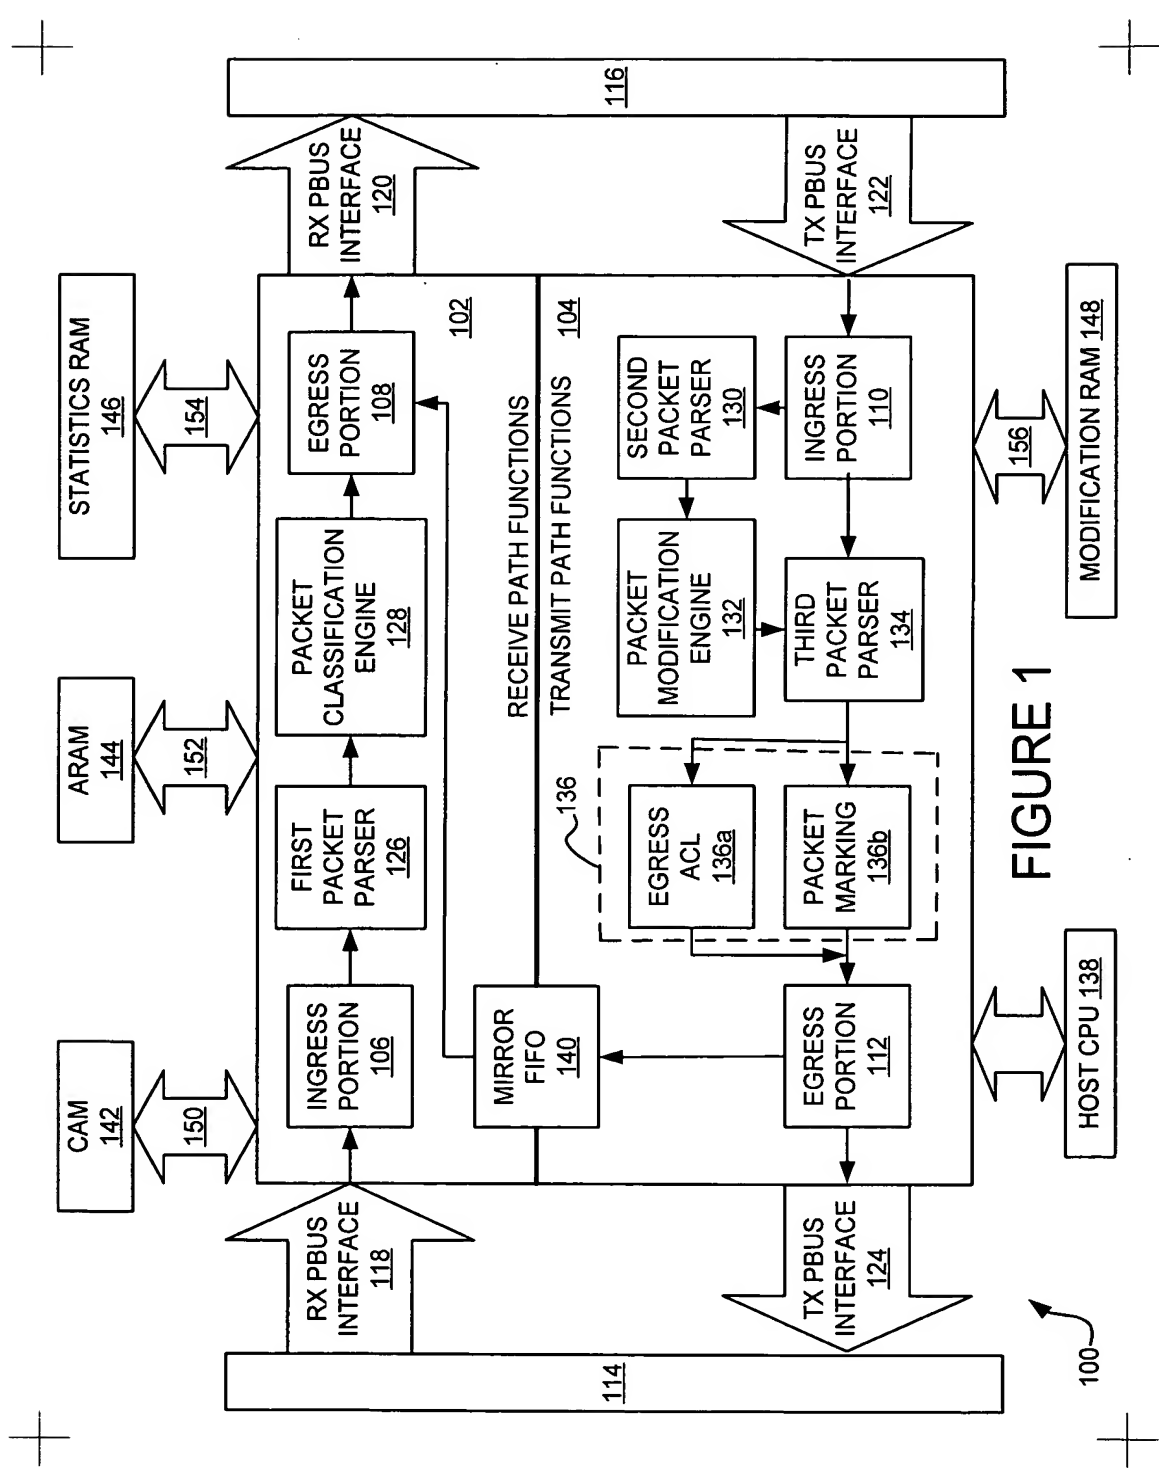 CAM
142
ARAM
144
STATISTICS RAM
146
150
152
154
114
RX PBUS
INTERFACE
118
INGRESS
PORTION
106
FIRST
PACKET
PARSER
126
PACKET
CLASSIFICATION
ENGINE
128
EGRESS
PORTION
108
RX PBUS
INTERFACE
120
116
102
RECEIVE PATH FUNCTIONS
TRANSMIT PATH FUNCTIONS
104
MIRROR
FIFO
140
136
EGRESS
ACL
136a
PACKET
MODIFICATION
ENGINE
132
SECOND
PACKET
PARSER
130
TX PBUS
INTERFACE
124
EGRESS
PORTION
112
PACKET
MARKING
136b
THIRD
PACKET
PARSER
134
INGRESS
PORTION
110
TX PBUS
INTERFACE
122
156
HOST CPU 138
MODIFICATION RAM 148
100
FIGURE 1